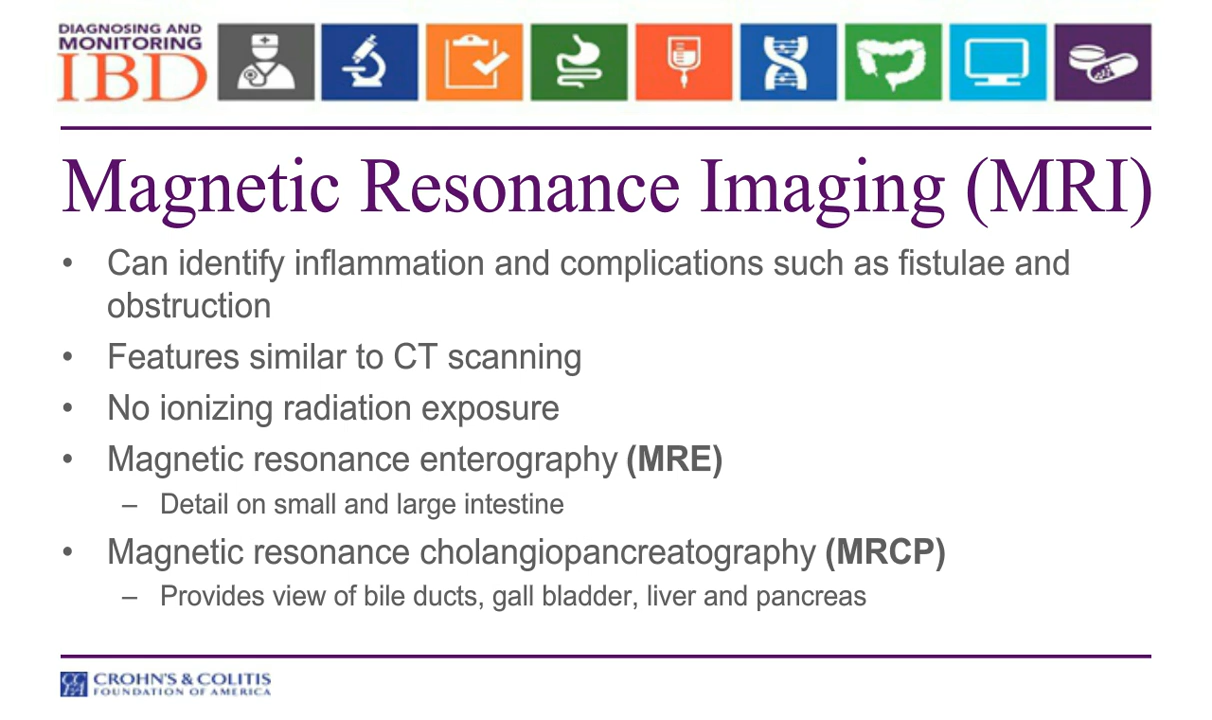 DIAGNOSING AND
MONITORING
IBD
Magnetic Resonance Imaging (MRI)
• Can identify inflammation and complications such as fistulae and
obstruction
• Features similar to CT scanning
• No ionizing radiation exposure
• Magnetic resonance enterography (MRE)
– Detail on small and large intestine
• Magnetic resonance cholangiopancreatography (MRCP)
– Provides view of bile ducts, gall bladder, liver and pancreas
CROHN'S & COLITIS
FOUNDATION OF AMERICA